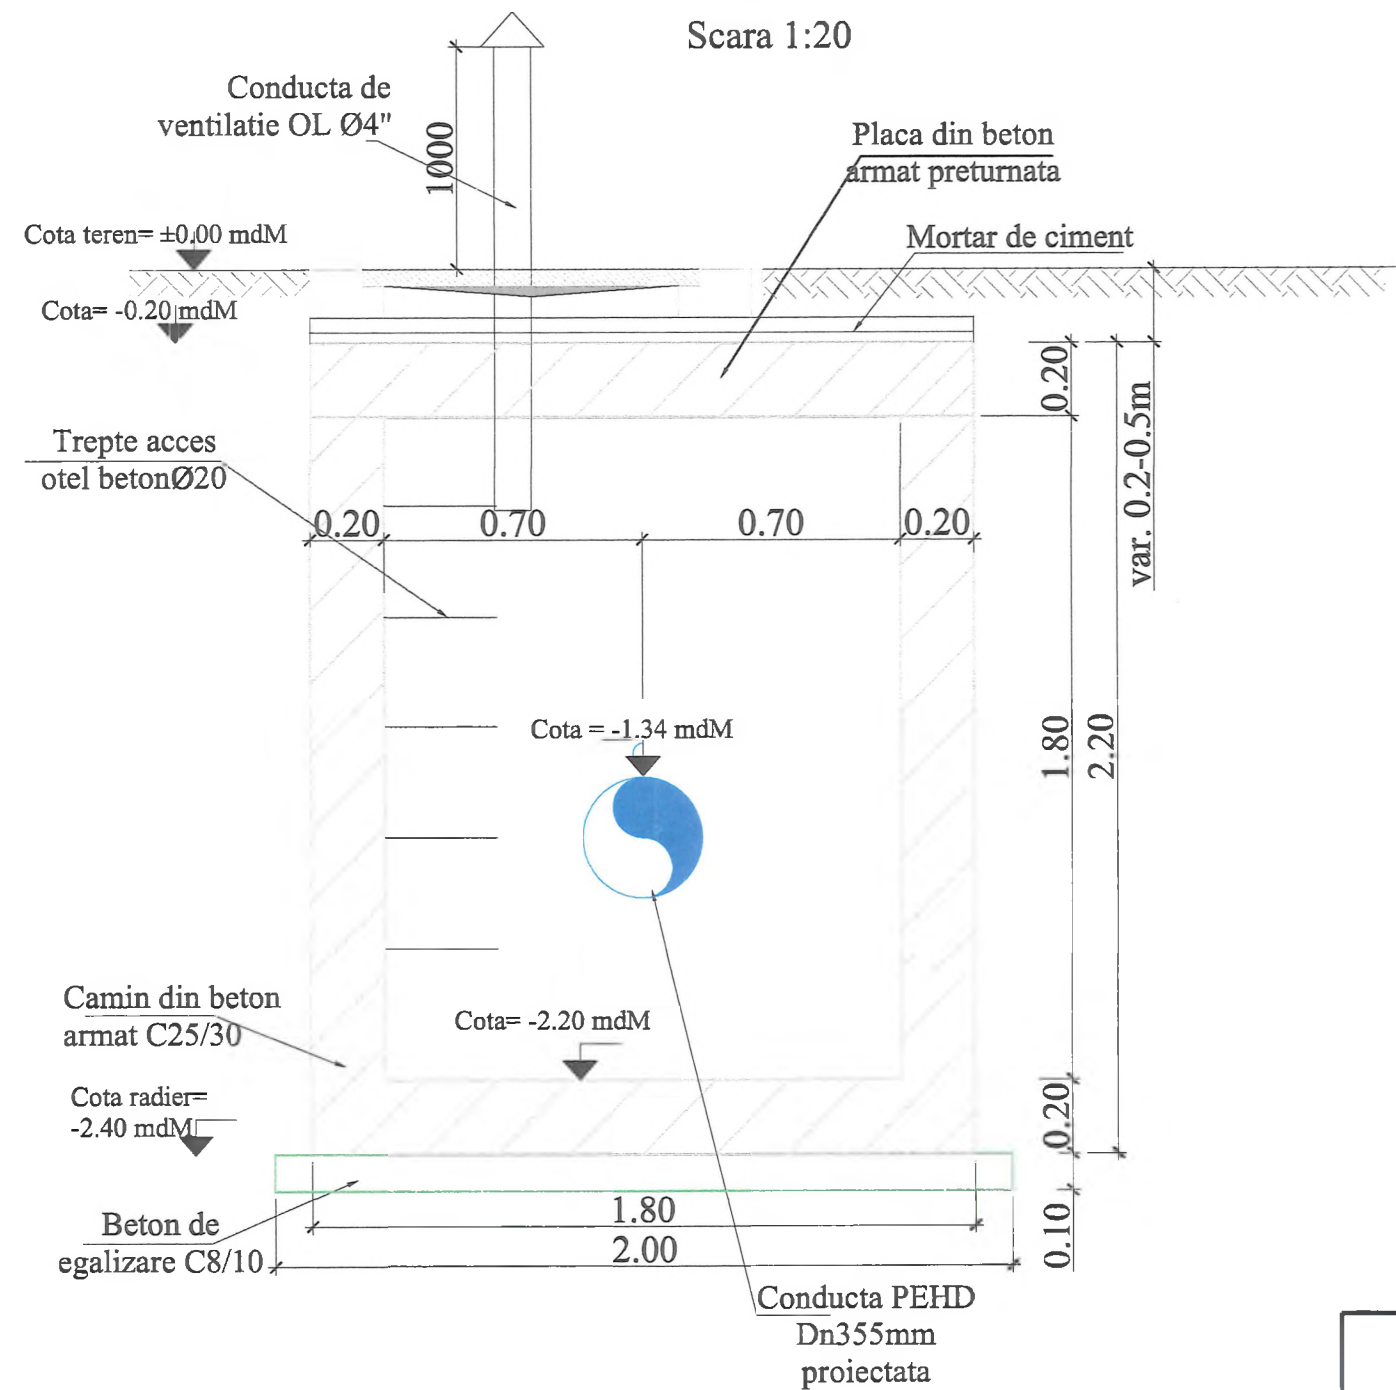 Scara 1:20
Conducta de
ventilatie OL Ø4"
1000
Placa din beton
armat preturnata
Cota teren= ±0.00 mdM
Mortar de ciment
Cota= -0.20 mdM
0.20
var. 0.2-0.5m
Trepte acces
otel betonØ20
0.20
0.70
0.70
0.20
Cota = -1.34 mdM
1.80
2.20
Camin din beton
armat C25/30
Cota= -2.20 mdM
Cota radier=
-2.40 mdM
0.20
0.10
Beton de
egalizare C8/10
1.80
2.00
Conducta PEHD
Dn355mm
proiectata